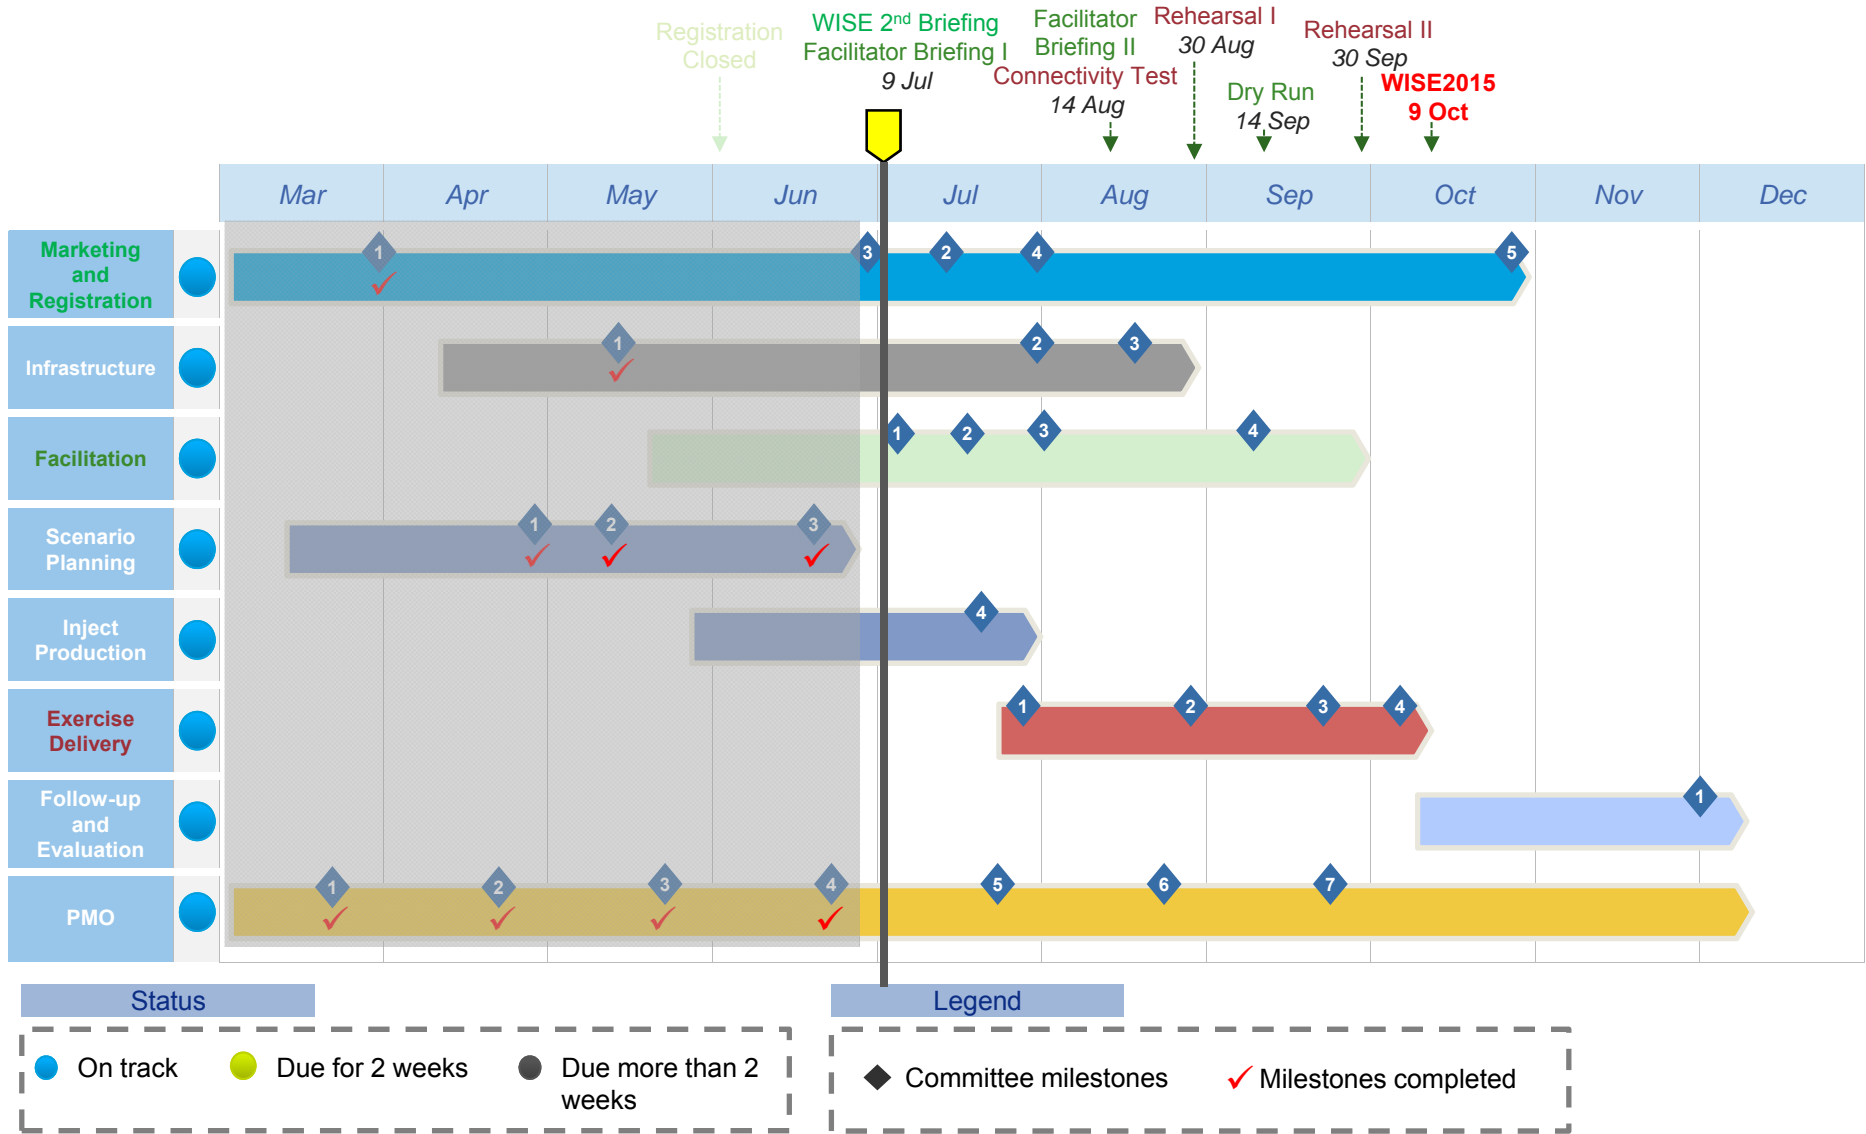 Registration
Closed
WISE 2nd Briefing
Facilitator Briefing I
9 Jul
Facilitator
Briefing II
Connectivity Test
14 Aug
Rehearsal I
30 Aug
Dry Run
14 Sep
Rehearsal II
30 Sep
WISE2015
9 Oct
Mar Apr May Jun Jul Aug Sep Oct Nov Dec
Marketing
and
Registration
1 3 2 4 5
Infrastructure
1 2 3
Facilitation
1 2 3 4
Scenario
Planning
1 2 3
Inject
Production
4
Exercise
Delivery
1 2 3 4
Follow-up
and
Evaluation
1
PMO
1 2 3 4 5 6 7
Status
On track
Due for 2 weeks
Due more than 2
weeks
Legend
Committee milestones
Milestones completed